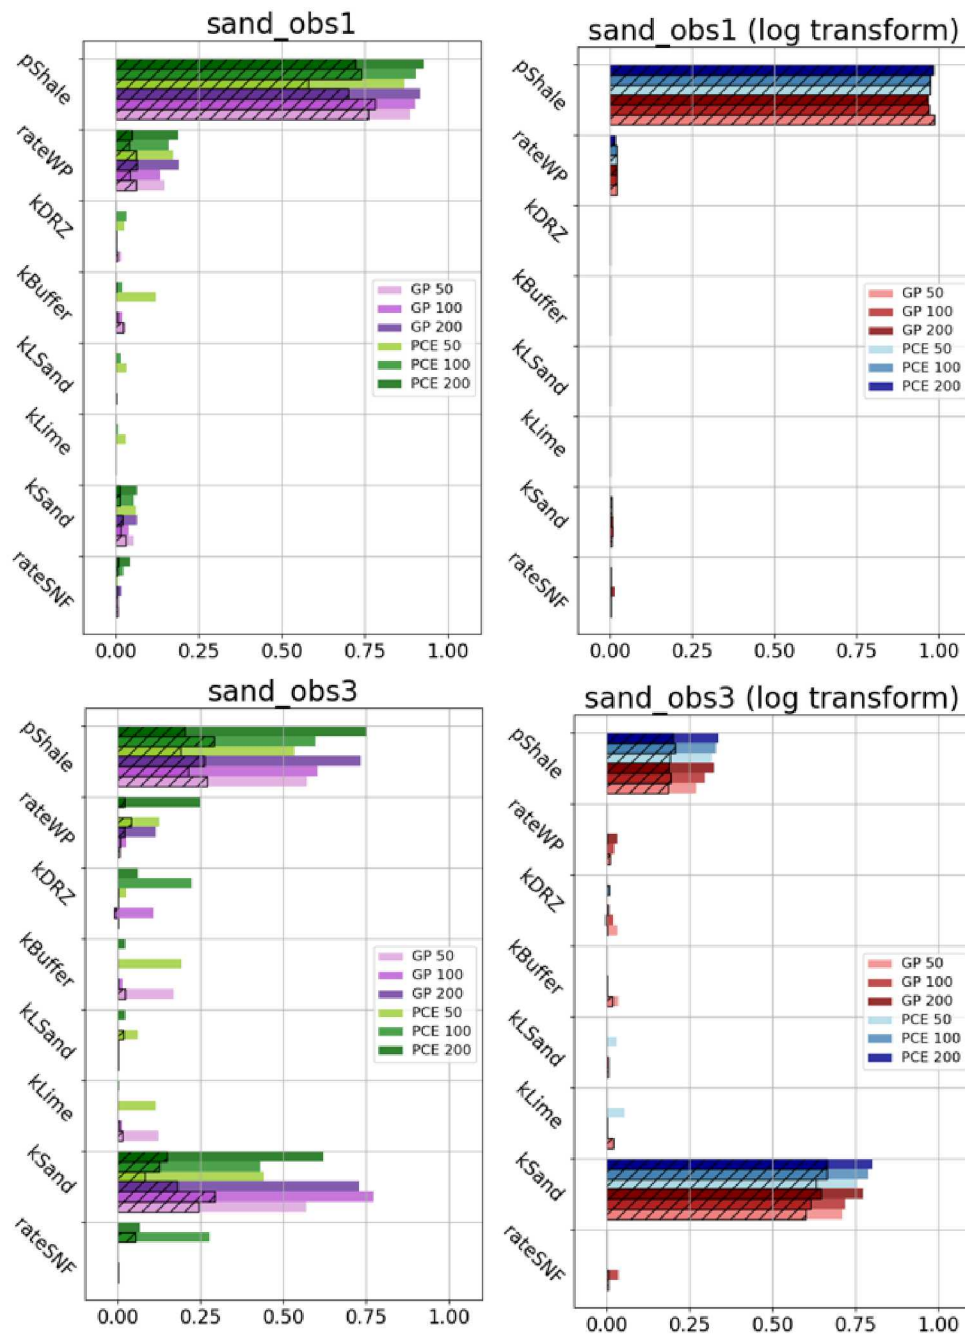 sand_obs1
pShale
rateWP
kDRZ
kBuffer
kLSand
kLime
kSand
rateSNF
GP 50
GP 100
GP 200
PCE 50
PCE 100
PCE 200
0.00 0.25 0.50 0.75 1.00
sand_obs1 (log transform)
pShale
rateWP
kDRZ
kBuffer
kLSand
kLime
kSand
rateSNF
GP 50
GP 100
GP 200
PCE 50
PCE 100
PCE 200
0.00 0.25 0.50 0.75 1.00
sand_obs3
pShale
rateWP
kDRZ
kBuffer
kLSand
kLime
kSand
rateSNF
GP 50
GP 100
GP 200
PCE 50
PCE 100
PCE 200
0.00 0.25 0.50 0.75 1.00
sand_obs3 (log transform)
pShale
rateWP
kDRZ
kBuffer
kLSand
kLime
kSand
rateSNF
GP 50
GP 100
GP 200
PCE 50
PCE 100
PCE 200
0.00 0.25 0.50 0.75 1.00